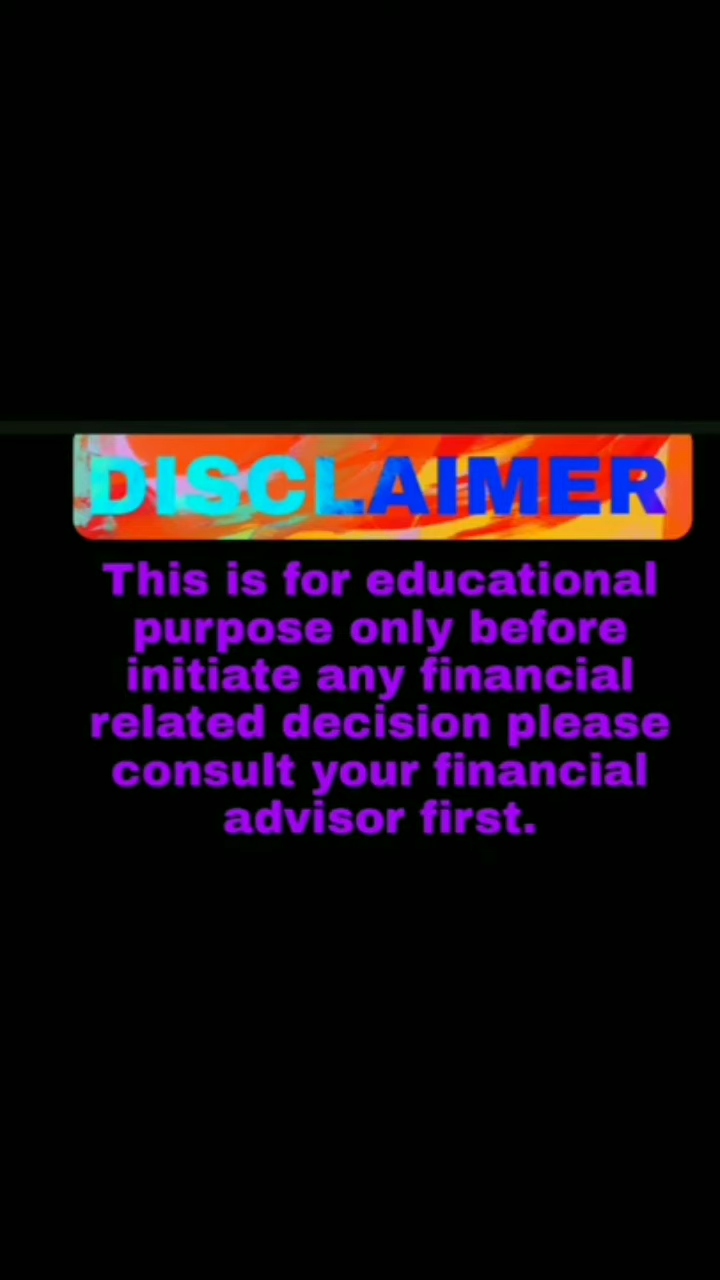 DISCLAIMER
This is for educational
purpose only before
initiate any financial
related decision please
consult your financial
advisor first.